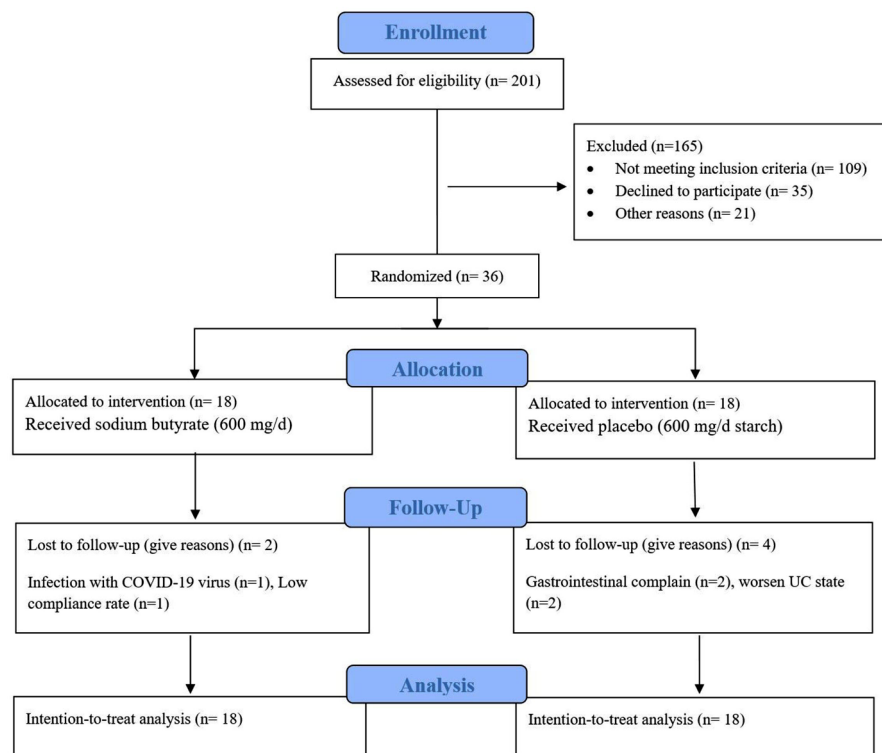 Enrollment
Assessed for eligibility (n= 201)
Excluded (n=165)
• Not meeting inclusion criteria (n= 109)
• Declined to participate (n= 35)
• Other reasons (n= 21)
Randomized (n= 36)
Allocation
Allocated to intervention (n= 18)
Received sodium butyrate (600 mg/d)
Allocated to intervention (n= 18)
Received placebo (600 mg/d starch)
Follow-Up
Lost to follow-up (give reasons) (n= 2)
Infection with COVID-19 virus (n=1), Low
compliance rate (n=1)
Lost to follow-up (give reasons) (n= 4)
Gastrointestinal complain (n=2), worsen UC state
(n=2)
Analysis
Intention-to-treat analysis (n= 18)
Intention-to-treat analysis (n= 18)